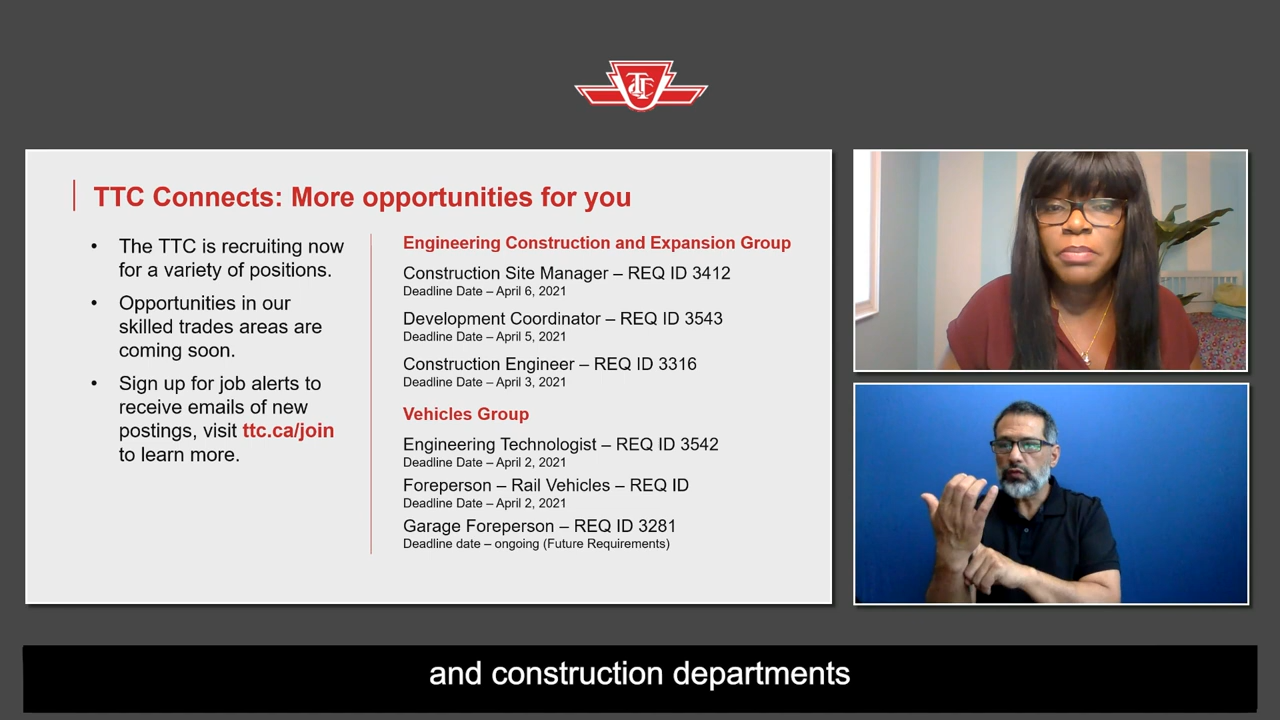 TTC
TTC Connects: More opportunities for you
• The TTC is recruiting now
for a variety of positions.
• Opportunities in our
skilled trades areas are
coming soon.
• Sign up for job alerts to
receive emails of new
postings, visit ttc.ca/join
to learn more.
Engineering Construction and Expansion Group
Construction Site Manager – REQ ID 3412
Deadline Date – April 6, 2021
Development Coordinator – REQ ID 3543
Deadline Date – April 5, 2021
Construction Engineer – REQ ID 3316
Deadline Date – April 3, 2021
Vehicles Group
Engineering Technologist – REQ ID 3542
Deadline Date – April 2, 2021
Foreperson – Rail Vehicles – REQ ID
Deadline Date – April 2, 2021
Garage Foreperson – REQ ID 3281
Deadline date – ongoing (Future Requirements)
and construction departments